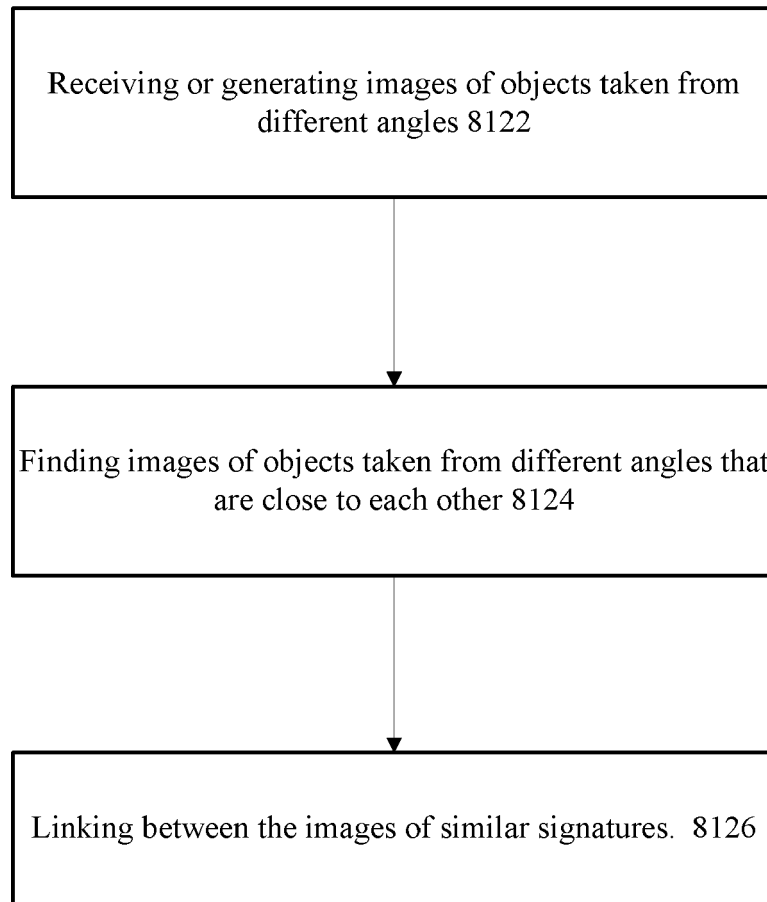 Receiving or generating images of objects taken from
different angles 8122
Finding images of objects taken from different angles that
are close to each other 8124
Linking between the images of similar signatures.  8126